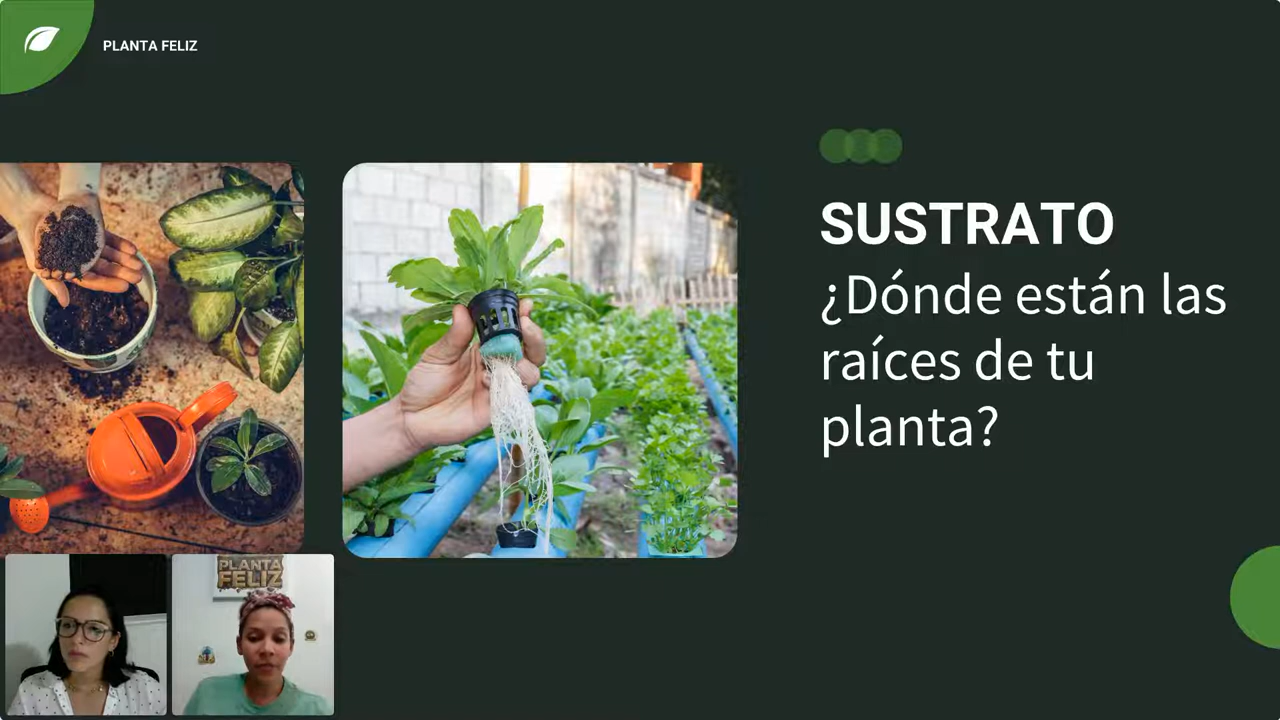 PLANTA FELIZ
SUSTRATO
¿Dónde están las
raíces de tu
planta?
PLANTA
FELIZ